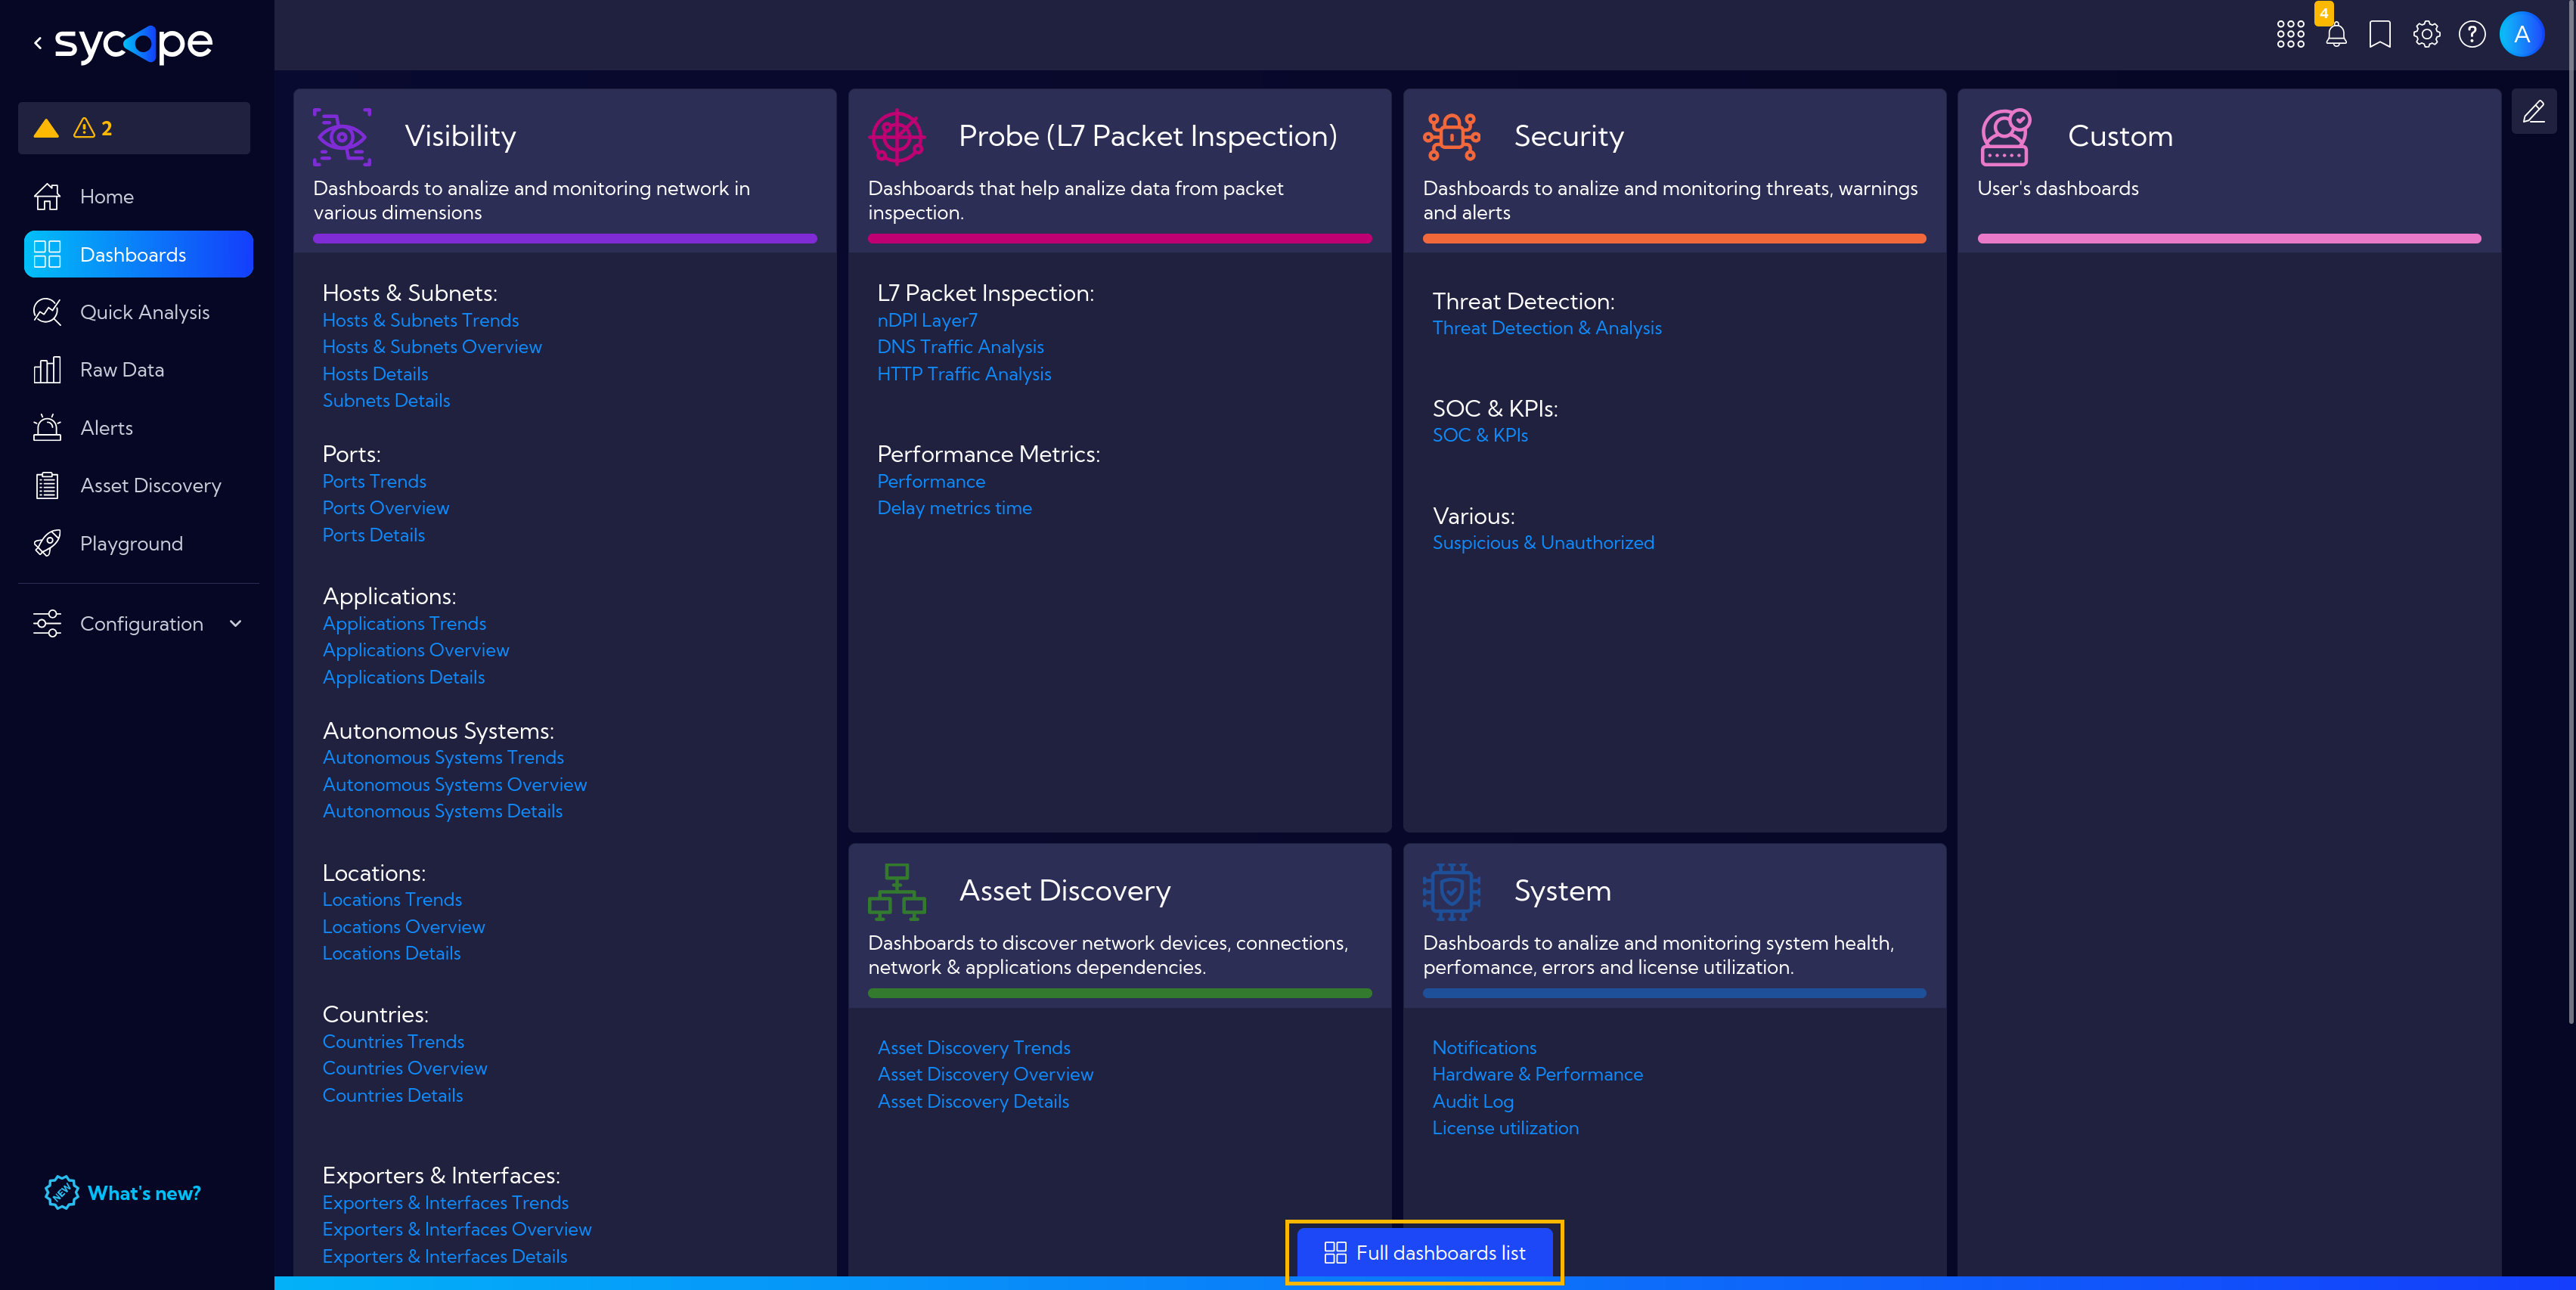 sycope
2
Home
Dashboards
Quick Analysis
Raw Data
Alerts
Asset Discovery
Playground
Configuration
NEW What's new?
4
A
Visibility
Dashboards to analize and monitoring network in
various dimensions
Hosts & Subnets:
Hosts & Subnets Trends
Hosts & Subnets Overview
Hosts Details
Subnets Details
Ports:
Ports Trends
Ports Overview
Ports Details
Applications:
Applications Trends
Applications Overview
Applications Details
Autonomous Systems:
Autonomous Systems Trends
Autonomous Systems Overview
Autonomous Systems Details
Locations:
Locations Trends
Locations Overview
Locations Details
Countries:
Countries Trends
Countries Overview
Countries Details
Exporters & Interfaces:
Exporters & Interfaces Trends
Exporters & Interfaces Overview
Exporters & Interfaces Details
Probe (L7 Packet Inspection)
Dashboards that help analize data from packet
inspection.
L7 Packet Inspection:
nDPI Layer7
DNS Traffic Analysis
HTTP Traffic Analysis
Performance Metrics:
Performance
Delay metrics time
Security
Dashboards to analize and monitoring threats, warnings
and alerts
Threat Detection:
Threat Detection & Analysis
SOC & KPIs:
SOC & KPIs
Various:
Suspicious & Unauthorized
Custom
User's dashboards
Asset Discovery
Dashboards to discover network devices, connections,
network & applications dependencies.
Asset Discovery Trends
Asset Discovery Overview
Asset Discovery Details
System
Dashboards to analize and monitoring system health,
perfomance, errors and license utilization.
Notifications
Hardware & Performance
Audit Log
License utilization
Full dashboards list